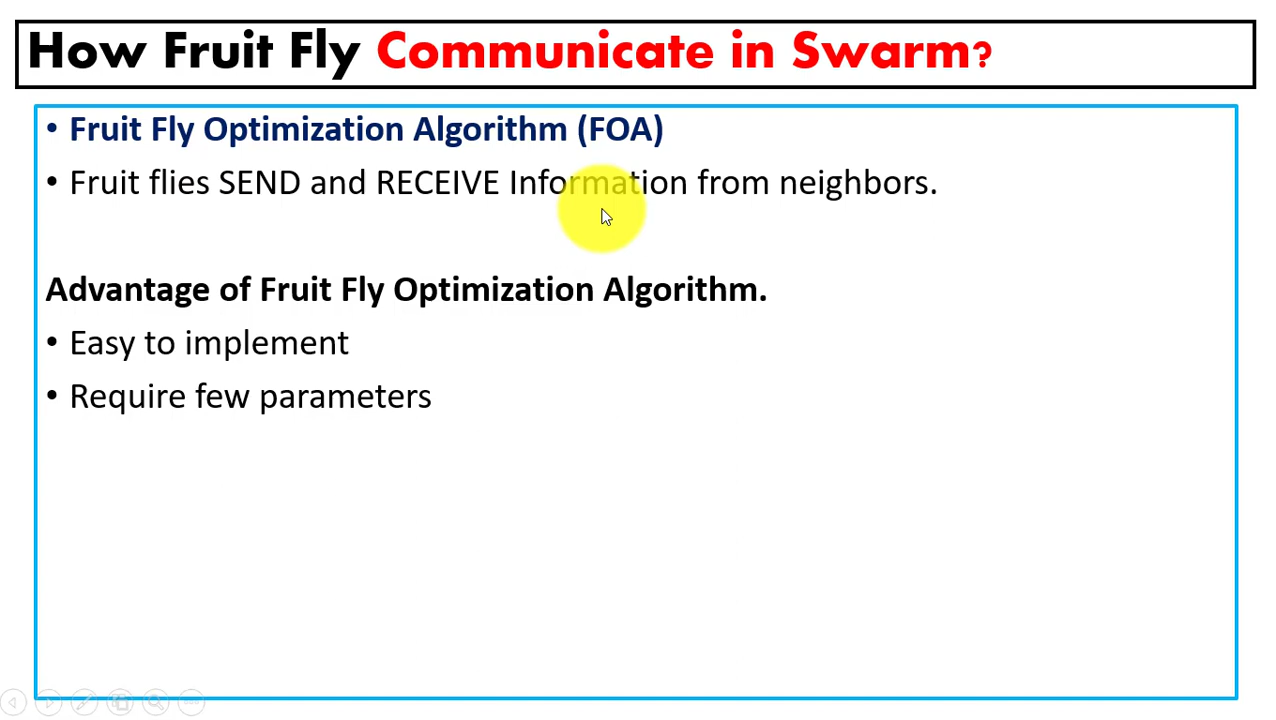 How Fruit Fly Communicate in Swarm?
• Fruit Fly Optimization Algorithm (FOA)
• Fruit flies SEND and RECEIVE Information from neighbors.
Advantage of Fruit Fly Optimization Algorithm.
• Easy to implement
• Require few parameters